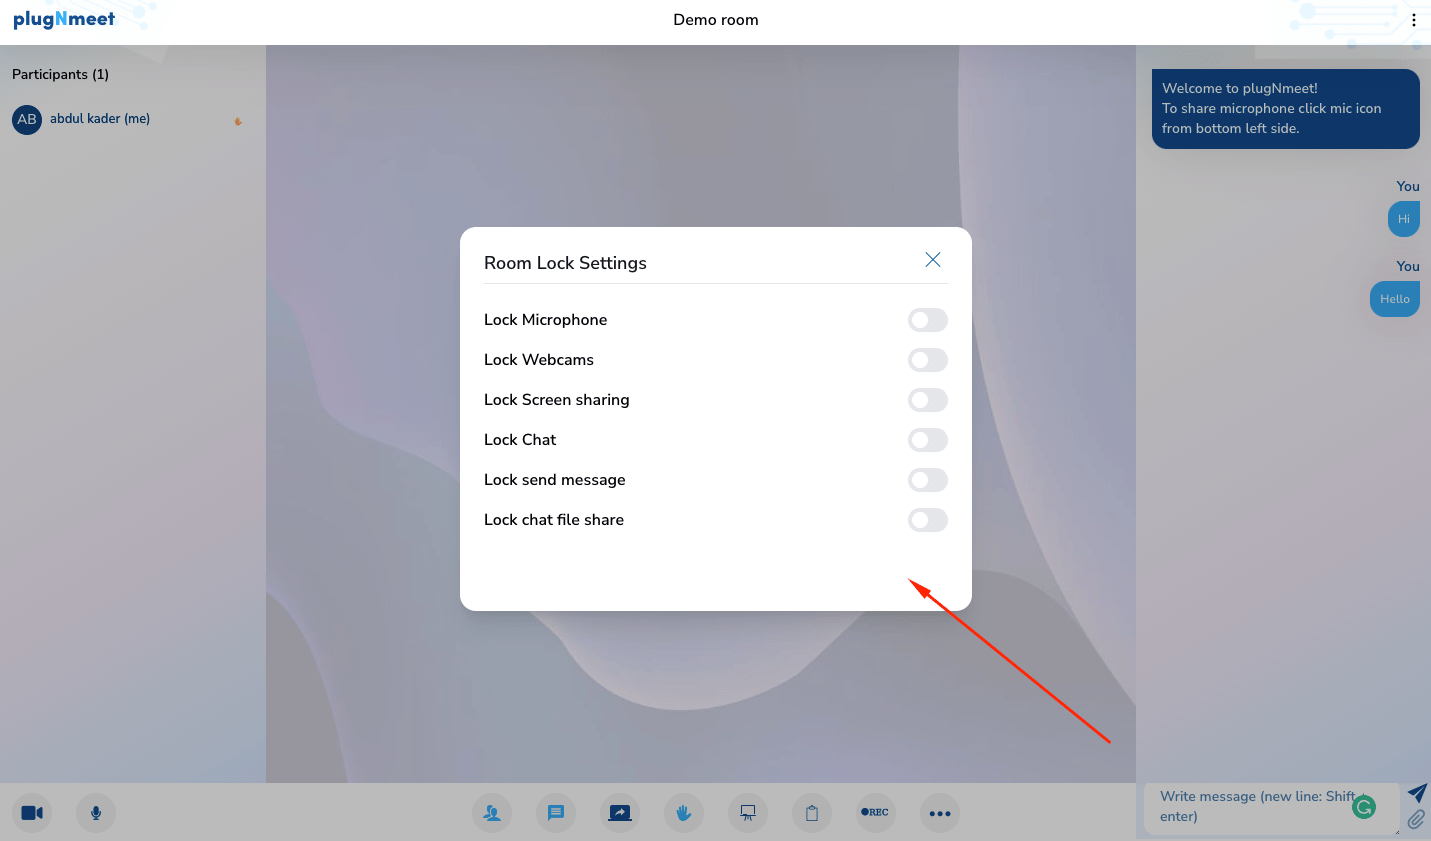 plugNmeet
Demo room
Participants (1)
AB
abdul kader (me)
Room Lock Settings
Lock Microphone
Lock Webcams
Lock Screen sharing
Lock Chat
Lock send message
Lock chat file share
Welcome to plugNmeet!
To share microphone click mic icon
from bottom left side.
You
Hi
You
Hello
REC
Write message (new line: Shift +
enter)